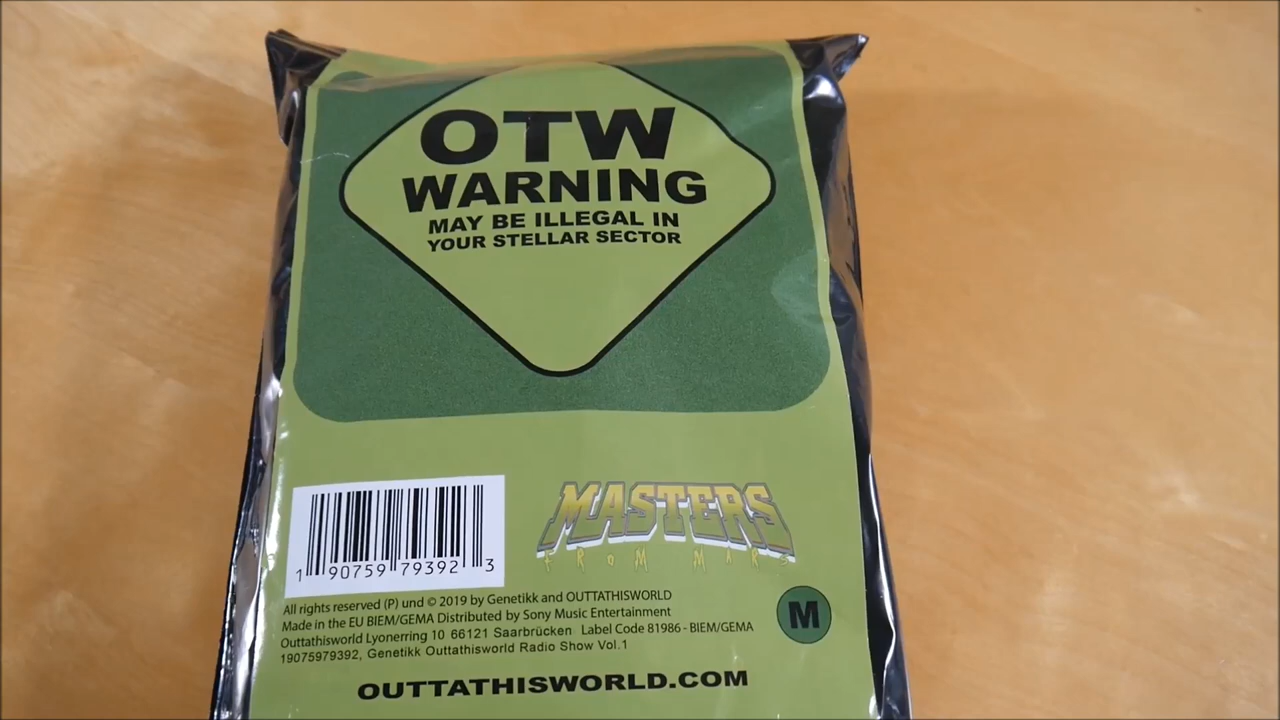 OTW
WARNING
MAY BE ILLEGAL IN
YOUR STELLAR SECTOR
MASTERS
FROM MARS
1 90759 79392 3
All rights reserved (P) und © 2019 by Genetikk and OUTTATHISWORLD
Made in the EU BIEM/GEMA Distributed by Sony Music Entertainment
Outtathisworld Lyonerring 10 66121 Saarbrücken Label Code 81986 - BIEM/GEMA
19075979392, Genetikk Outtathisworld Radio Show Vol.1
M
OUTTATHISWORLD.COM